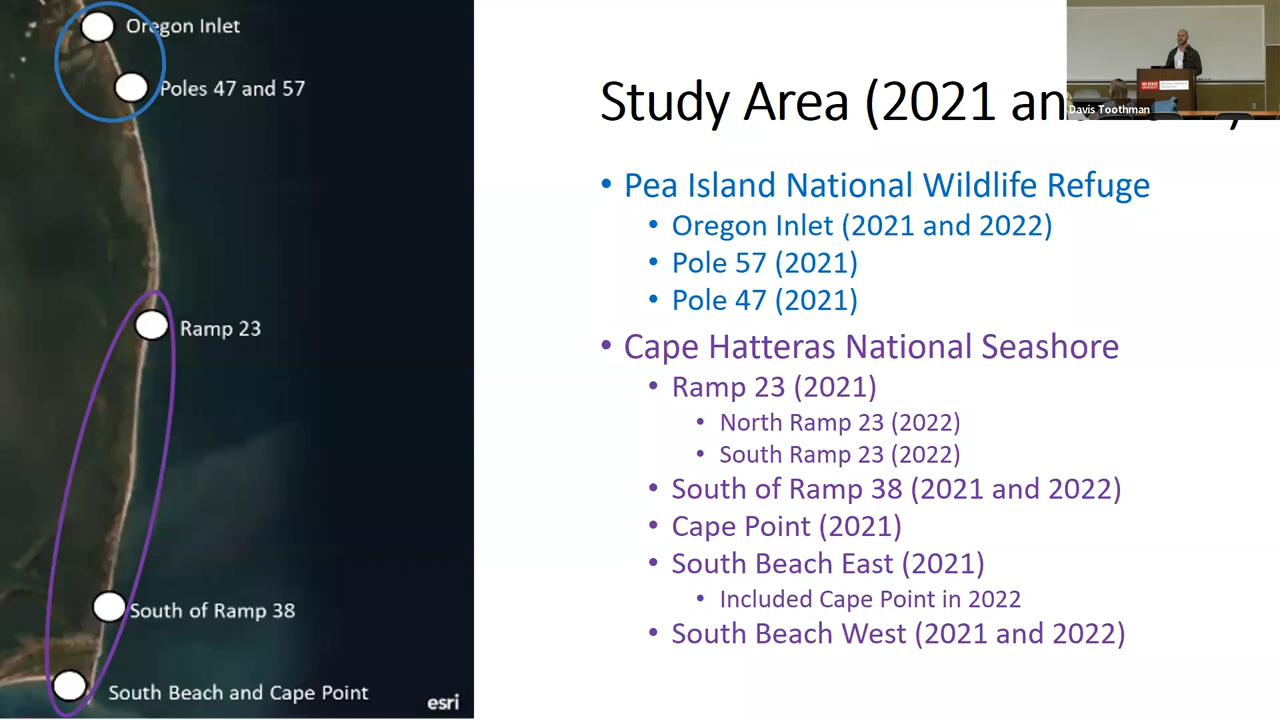 Oregon Inlet
Poles 47 and 57
Ramp 23
South of Ramp 38
South Beach and Cape Point
esri
Study Area (2021 an
Davis Toothman
• Pea Island National Wildlife Refuge
• Oregon Inlet (2021 and 2022)
• Pole 57 (2021)
• Pole 47 (2021)
• Cape Hatteras National Seashore
• Ramp 23 (2021)
• North Ramp 23 (2022)
• South Ramp 23 (2022)
• South of Ramp 38 (2021 and 2022)
• Cape Point (2021)
• South Beach East (2021)
• Included Cape Point in 2022
• South Beach West (2021 and 2022)